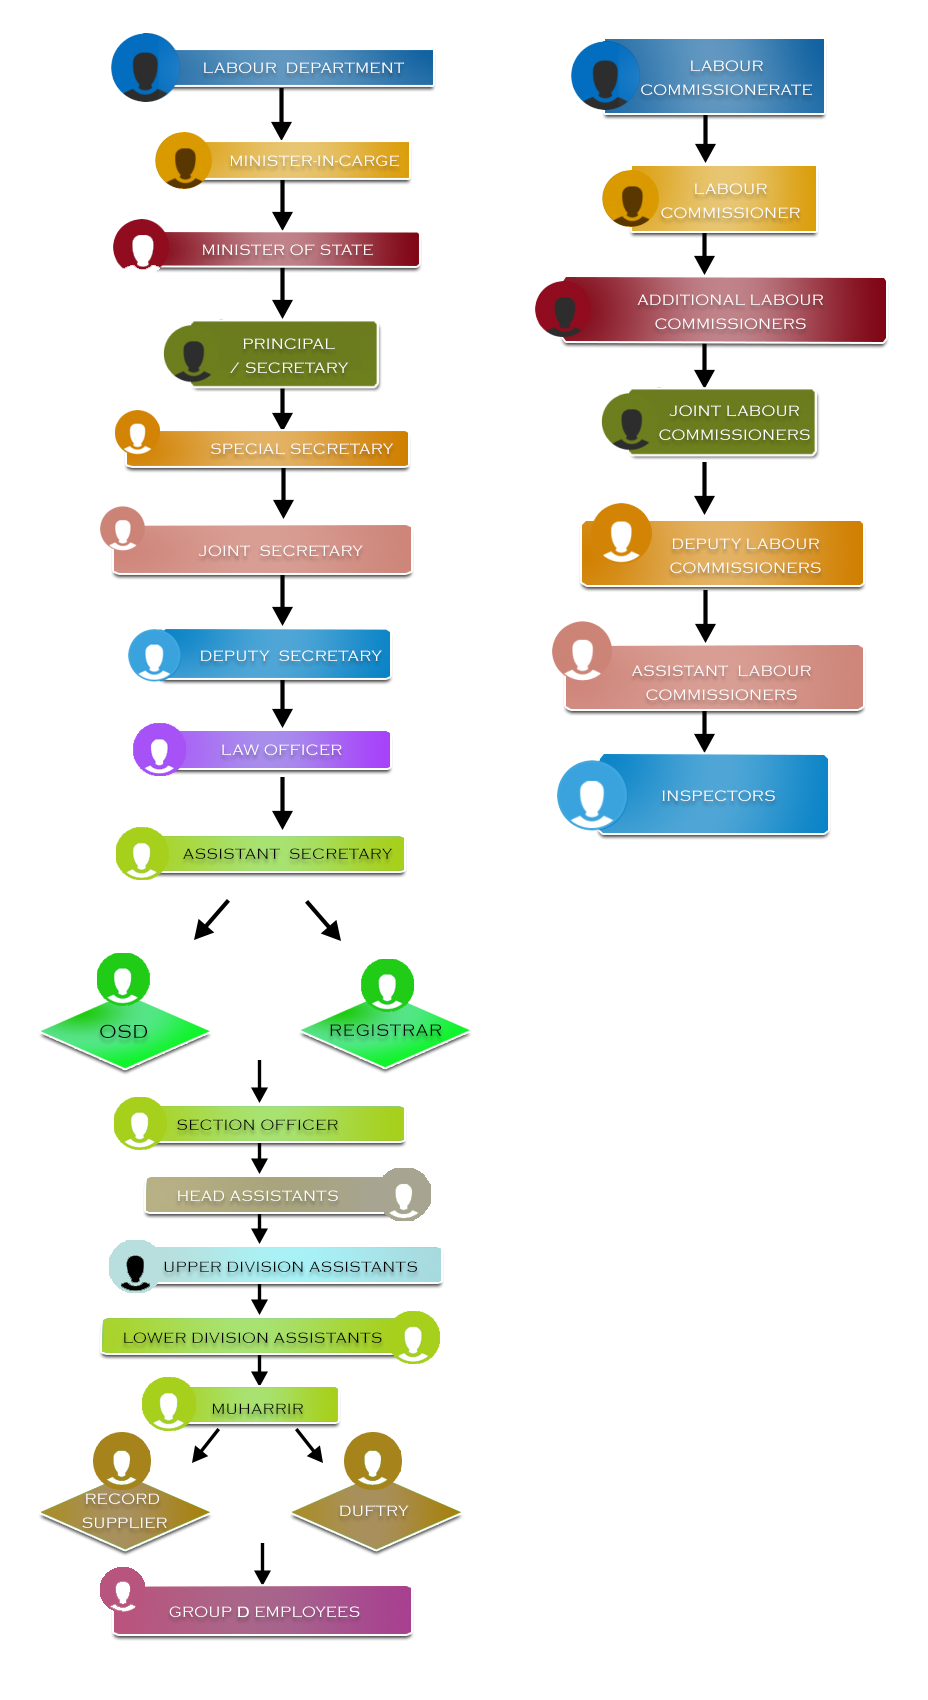 LABOUR DEPARTMENT
MINISTER-IN-CARGE
MINISTER OF STATE
PRINCIPAL
/ SECRETARY
SPECIAL SECRETARY
JOINT SECRETARY
DEPUTY SECRETARY
LAW OFFICER
ASSISTANT SECRETARY
OSD
REGISTRAR
SECTION OFFICER
HEAD ASSISTANTS
UPPER DIVISION ASSISTANTS
LOWER DIVISION ASSISTANTS
MUHARRIR
RECORD
SUPPLIER
DUFTRY
GROUP D EMPLOYEES
LABOUR
COMMISSIONERATE
LABOUR
COMMISSIONER
ADDITIONAL LABOUR
COMMISSIONERS
JOINT LABOUR
COMMISSIONERS
DEPUTY LABOUR
COMMISSIONERS
ASSISTANT LABOUR
COMMISSIONERS
INSPECTORS